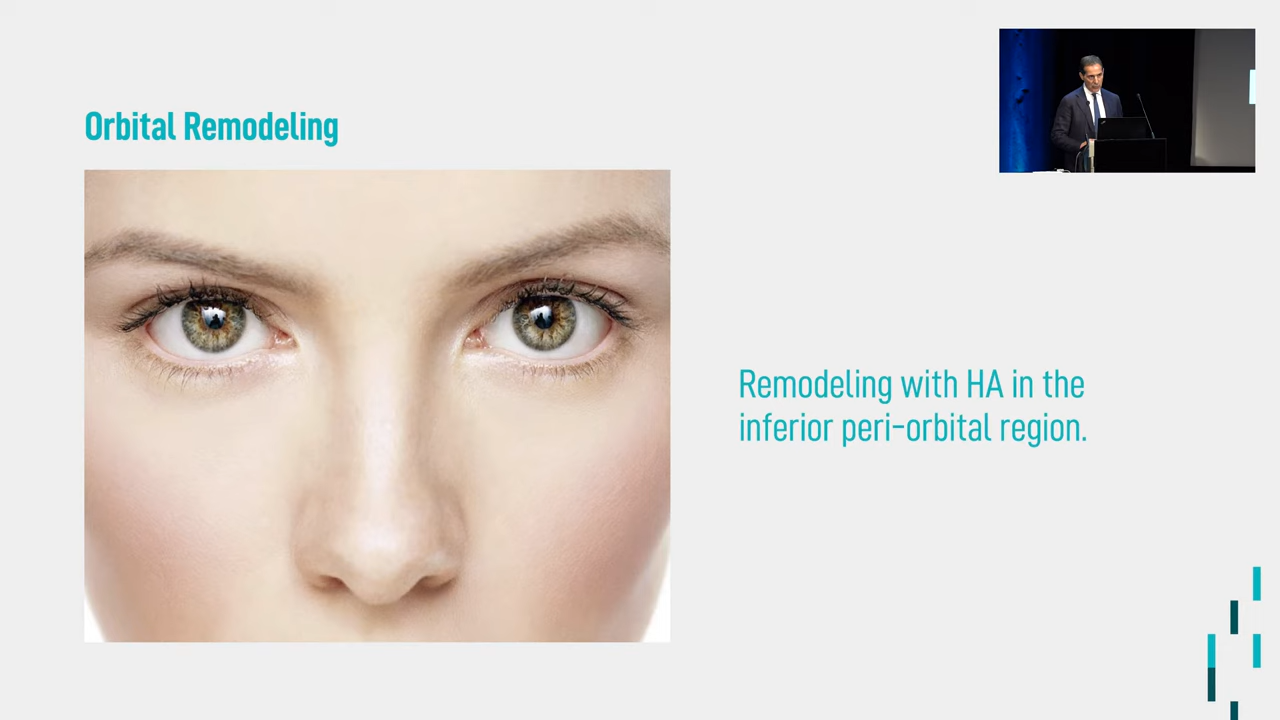 Orbital Remodeling
Remodeling with HA in the
inferior peri-orbital region.